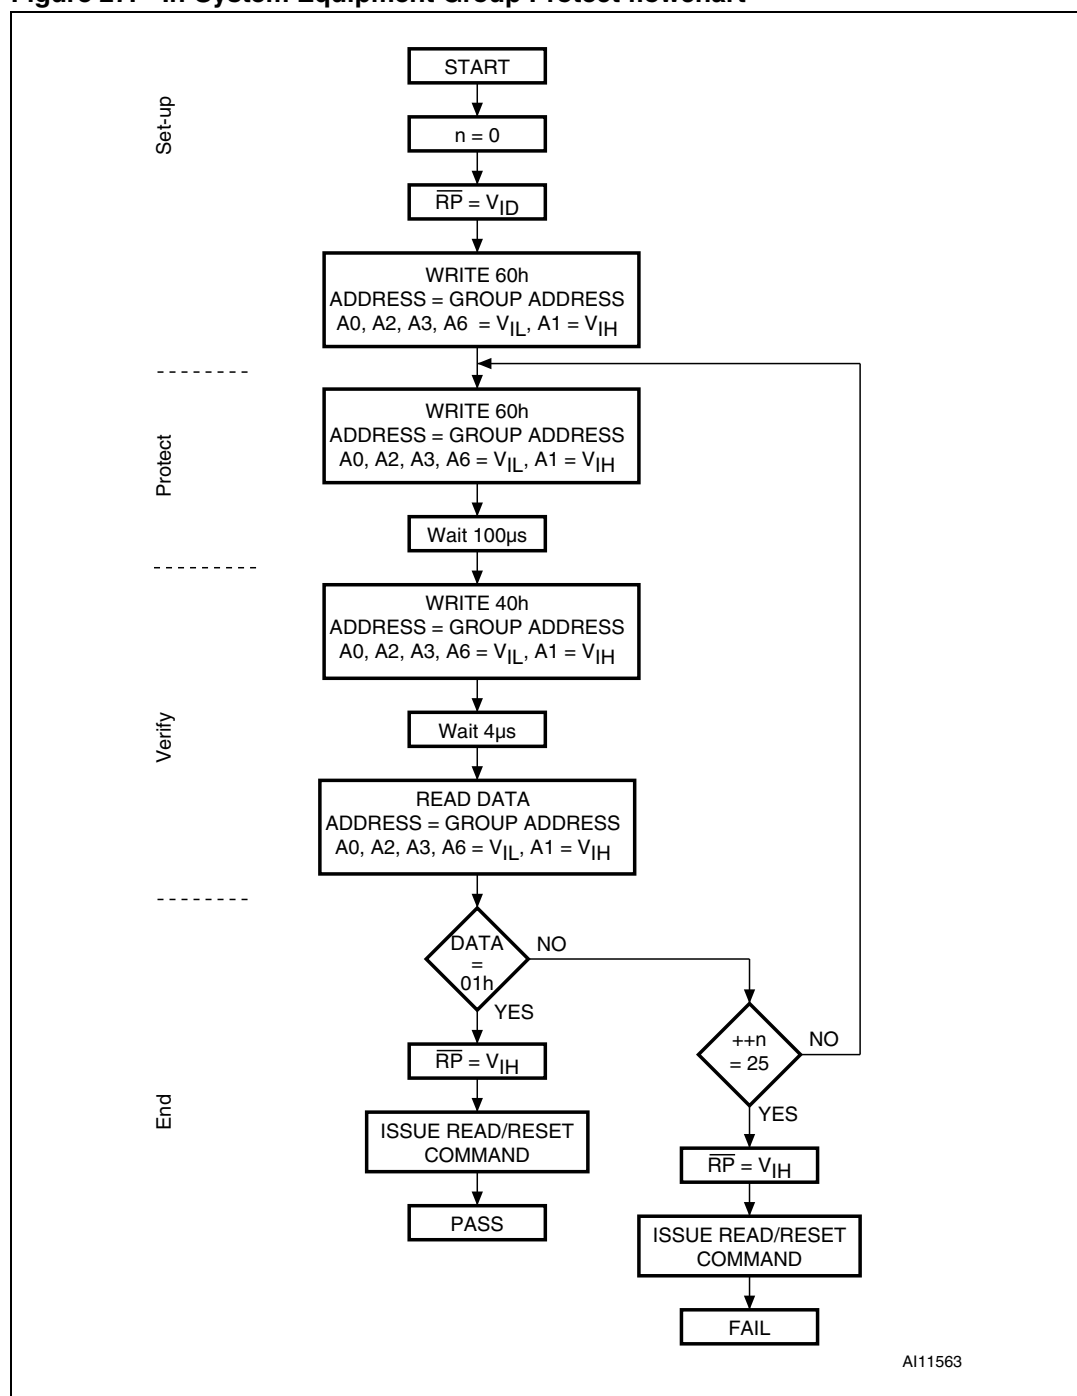 Figure 27. In-System Equipment Group Protect flowchart
Set-up
START
n = 0
RP = VID
WRITE 60h
ADDRESS = GROUP ADDRESS
A0, A2, A3, A6 = VIL, A1 = VIH
Protect
WRITE 60h
ADDRESS = GROUP ADDRESS
A0, A2, A3, A6 = VIL, A1 = VIH
Wait 100µs
Verify
WRITE 40h
ADDRESS = GROUP ADDRESS
A0, A2, A3, A6 = VIL, A1 = VIH
Wait 4µs
READ DATA
ADDRESS = GROUP ADDRESS
A0, A2, A3, A6 = VIL, A1 = VIH
End
DATA
=
01h
NO
YES
++n
= 25
NO
YES
RP = VIH
ISSUE READ/RESET
COMMAND
PASS
RP = VIH
ISSUE READ/RESET
COMMAND
FAIL
AI11563